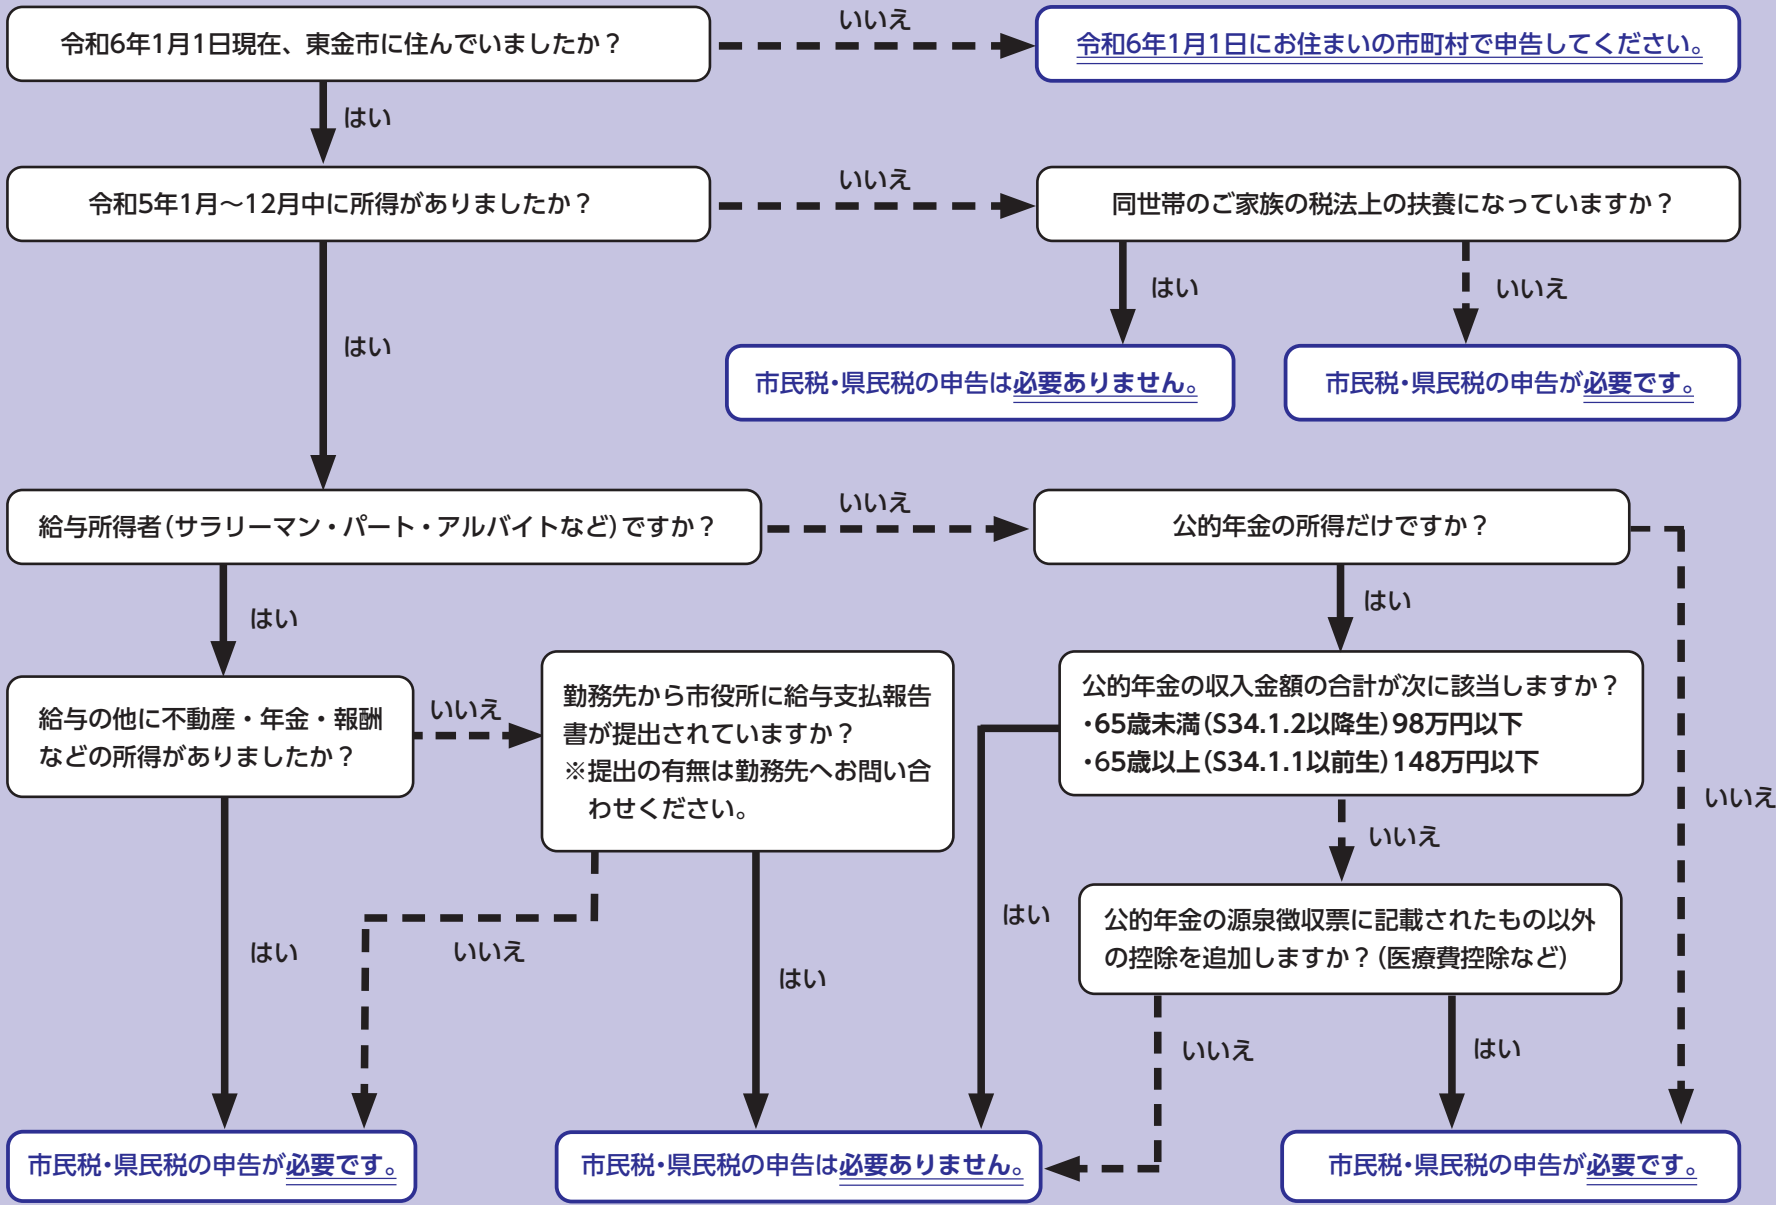 令和6年1月1日現在、東金市に住んでいましたか？
いいえ
令和6年1月1日にお住まいの市町村で申告してください。
はい
令和5年1月～12月中に所得がありましたか？
いいえ
同世帯のご家族の税法上の扶養になっていますか？
はい
いいえ
はい
市民税・県民税の申告は必要ありません。
市民税・県民税の申告が必要です。
給与所得者（サラリーマン・パート・アルバイトなど）ですか？
いいえ
公的年金の所得だけですか？
はい
はい
給与の他に不動産・年金・報酬
などの所得がありましたか？
いいえ
勤務先から市役所に給与支払報告
書が提出されていますか？
※提出の有無は勤務先へお問い合
わせください。
公的年金の収入金額の合計が次に該当しますか？
・65歳未満（S34.1.2以降生）98万円以下
・65歳以上（S34.1.1以前生）148万円以下
いいえ
いいえ
はい
公的年金の源泉徴収票に記載されたもの以外
の控除を追加しますか？（医療費控除など）
はい
いいえ
はい
いいえ
はい
市民税・県民税の申告が必要です。
市民税・県民税の申告は必要ありません。
市民税・県民税の申告が必要です。